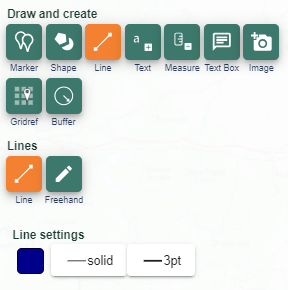 Draw and create
a
Marker Shape Line Text Measure Text Box Image
Gridref Buffer
Lines
Line Freehand
Line settings
solid 3pt